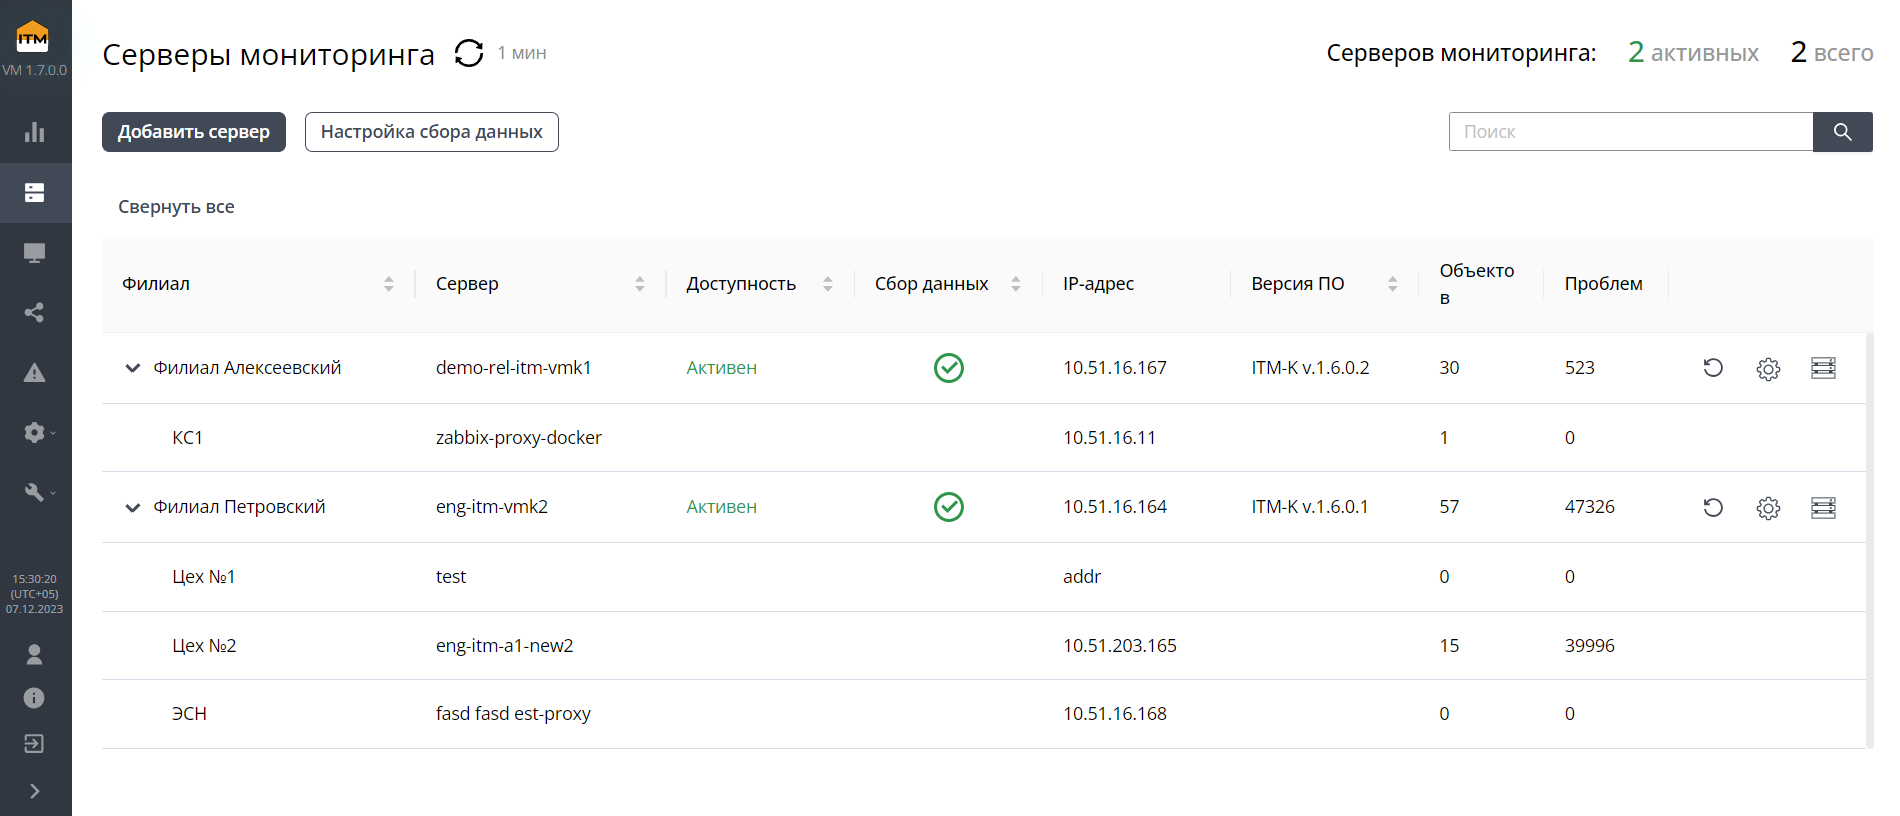 ITM
VM 1.7.0.0
Серверы мониторинга 1 мин
Серверов мониторинга: 2 активных 2 всего
Добавить сервер Настройка сбора данных Поиск
Свернуть все
Филиал Сервер Доступность Сбор данных IP-адрес Версия ПО Объекто
в Проблем
Филиал Алексеевский demo-rel-itm-vmk1 Активен 10.51.16.167 ITM-K v.1.6.0.2 30 523
КС1 zabbix-proxy-docker 10.51.16.11 1 0
Филиал Петровский eng-itm-vmk2 Активен 10.51.16.164 ITM-K v.1.6.0.1 57 47326
Цех №1 test addr 0 0
Цех №2 eng-itm-a1-new2 10.51.203.165 15 39996
ЭСН fasd fasd est-proxy 10.51.16.168 0 0
15:30:20
(UTC+05)
07.12.2023